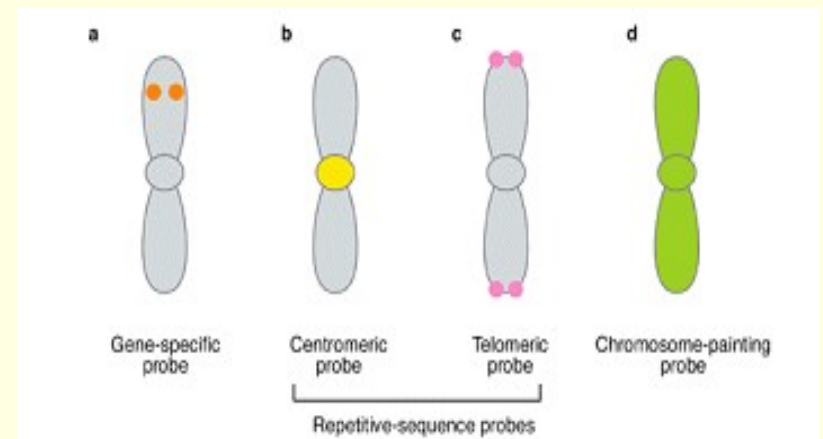 a b c d
Gene-specific probe
Centromeric probe
Telomeric probe
Chromosome-painting probe
Repetitive-sequence probes